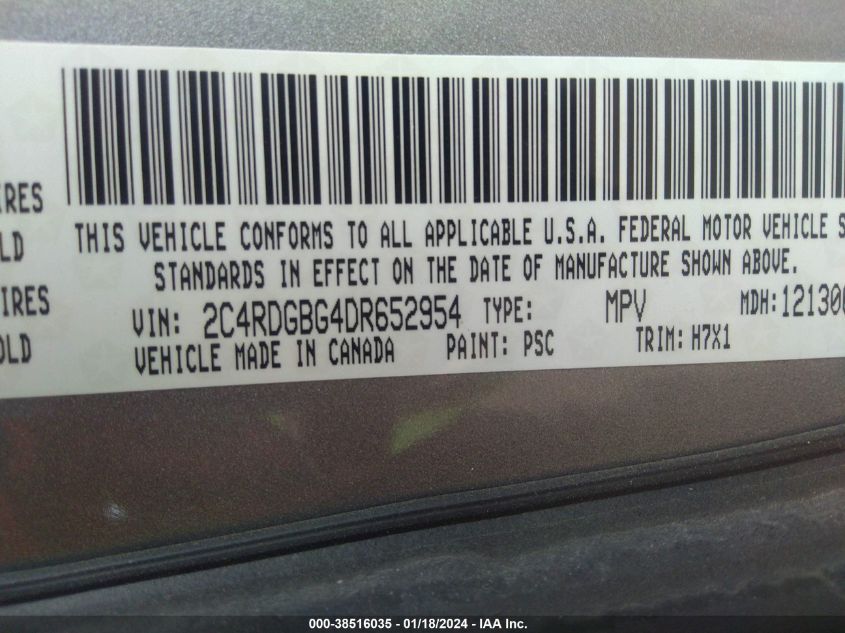 IRES
OLD
IRES
OLD
THIS VEHICLE CONFORMS TO ALL APPLICABLE U.S.A. FEDERAL MOTOR VEHICLE S
STANDARDS IN EFFECT ON THE DATE OF MANUFACTURE SHOWN ABOVE.
VIN: 2C4RDGBG4DR652954 TYPE: MPV MDH: 121300
VEHICLE MADE IN CANADA PAINT: PSC TRIM: H7X1
000-38516035 - 01/18/2024 - IAA Inc.